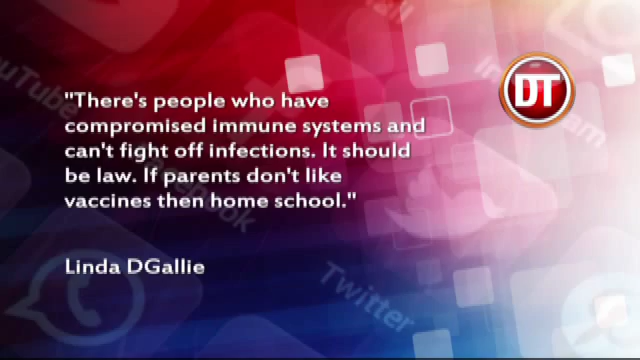 DT
"There's people who have
compromised immune systems and
can't fight off infections. It should
be law. If parents don't like
vaccines then home school."
Linda DGallie
Twitter